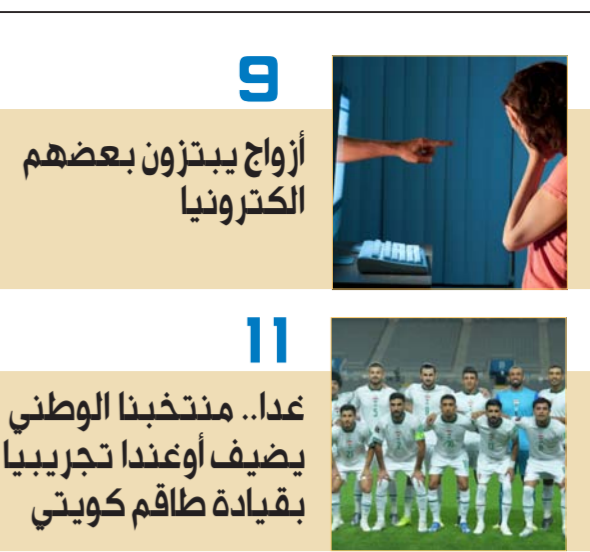 9
أزواج يبتزون بعضهم
الكترونيا
11
غدا.. منتخبنا الوطني
يضيف أوغندا تجريبيا
بقيادة طاقم كويتي